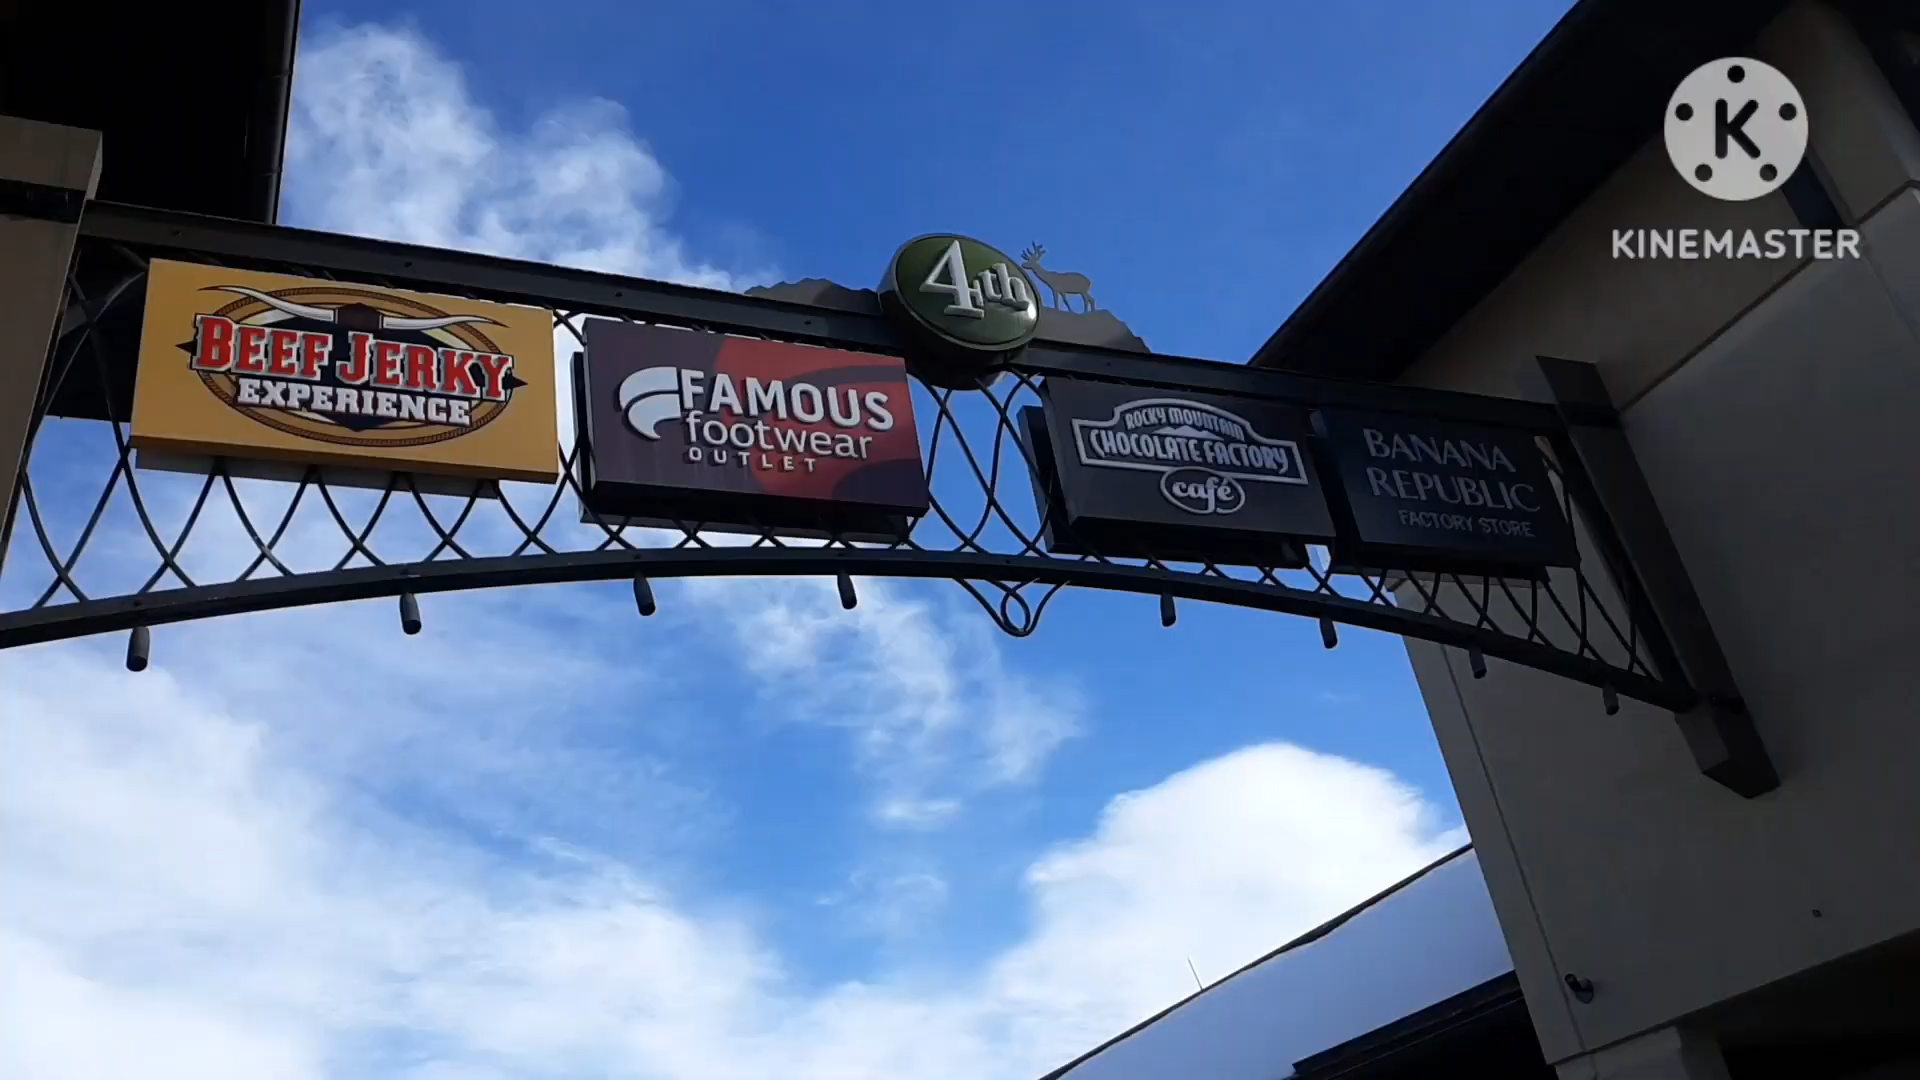 4th
BEEF JERKY
EXPERIENCE
FAMOUS
footwear
OUTLET
ROCKY MOUNTAIN
CHOCOLATE FACTORY
café
BANANA
REPUBLIC
FACTORY STORE
K
KINEMASTER